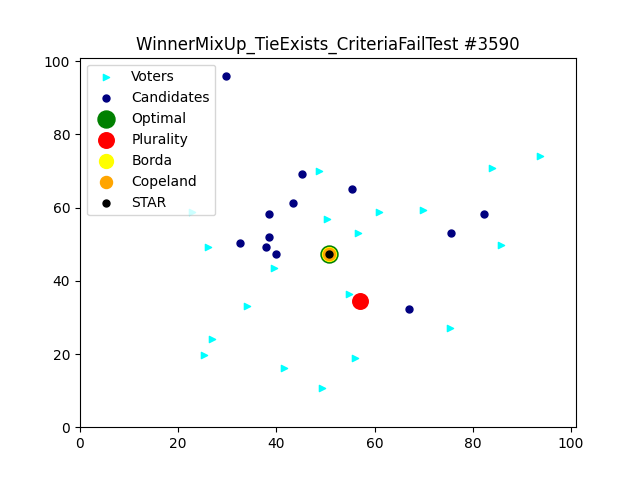 WinnerMixUp_TieExists_CriteriaFailTest #3590
100
80
60
40
20
0
Voters
Candidates
Optimal
Plurality
Borda
Copeland
STAR
0 20 40 60 80 100